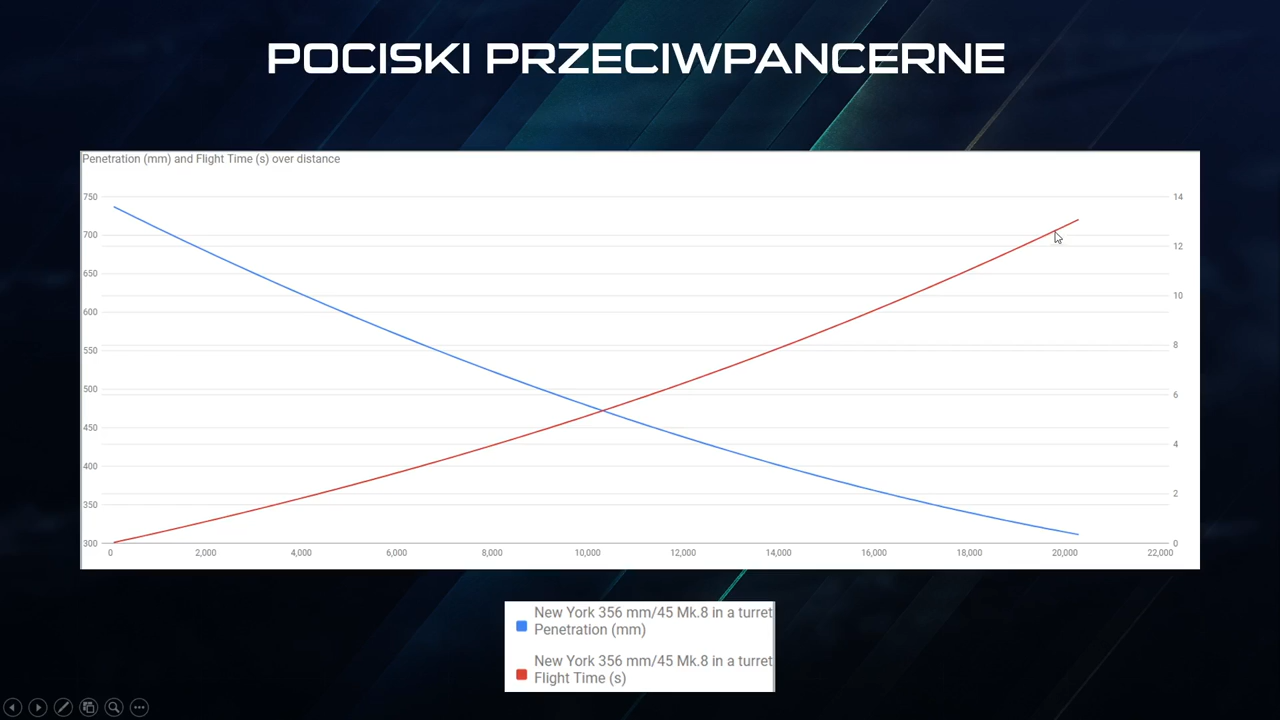 POCISKI PRZECIWPANCERNE
Penetration (mm) and Flight Time (s) over distance
750
700
650
600
550
500
450
400
350
300
14
12
10
8
6
4
2
0
0 2,000 4,000 6,000 8,000 10,000 12,000 14,000 16,000 18,000 20,000 22,000
New York 356 mm/45 Mk.8 in a turret
Penetration (mm)
New York 356 mm/45 Mk.8 in a turret
Flight Time (s)